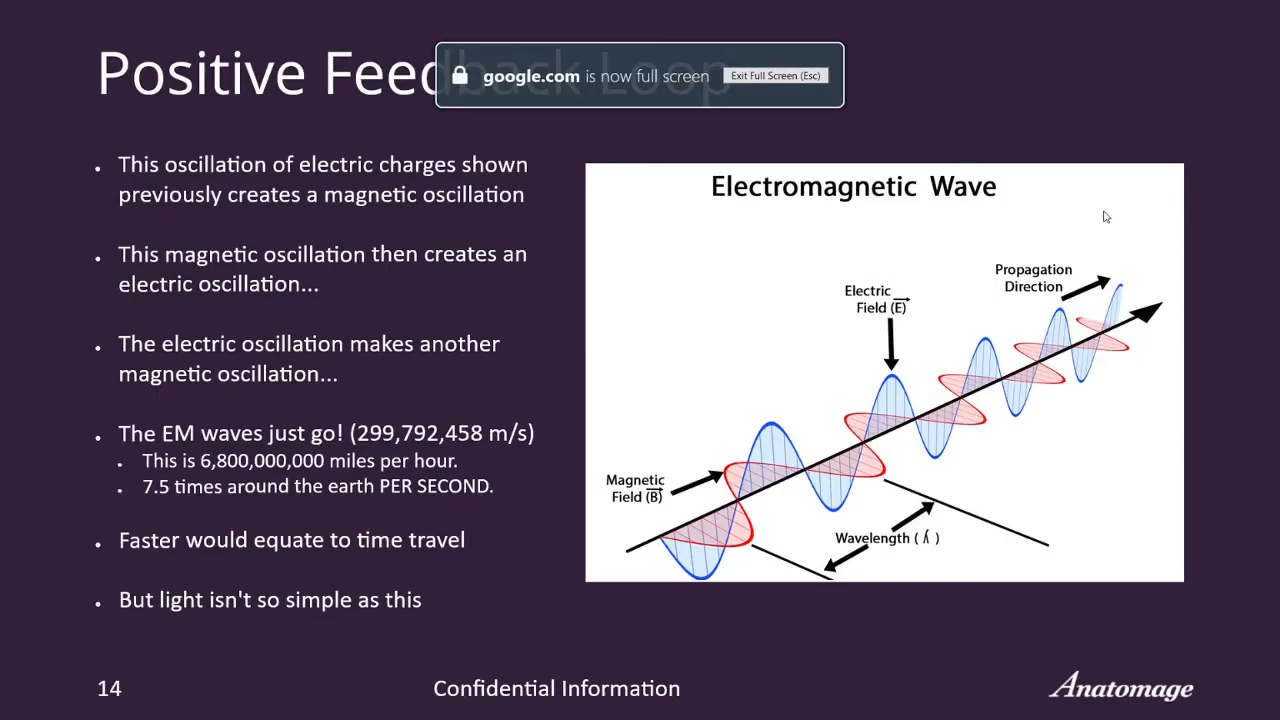 Positive Feedback Loop
google.com is now full screen
Exit Full Screen (Esc)
• This oscillation of electric charges shown
previously creates a magnetic oscillation
• This magnetic oscillation then creates an
electric oscillation...
• The electric oscillation makes another
magnetic oscillation...
• The EM waves just go! (299,792,458 m/s)
• This is 6,800,000,000 miles per hour.
• 7.5 times around the earth PER SECOND.
• Faster would equate to time travel
• But light isn't so simple as this
Electromagnetic Wave
Propagation
Direction
Electric
Field (E)
Magnetic
Field (B)
Wavelength ( λ )
14
Confidential Information
Anatomage